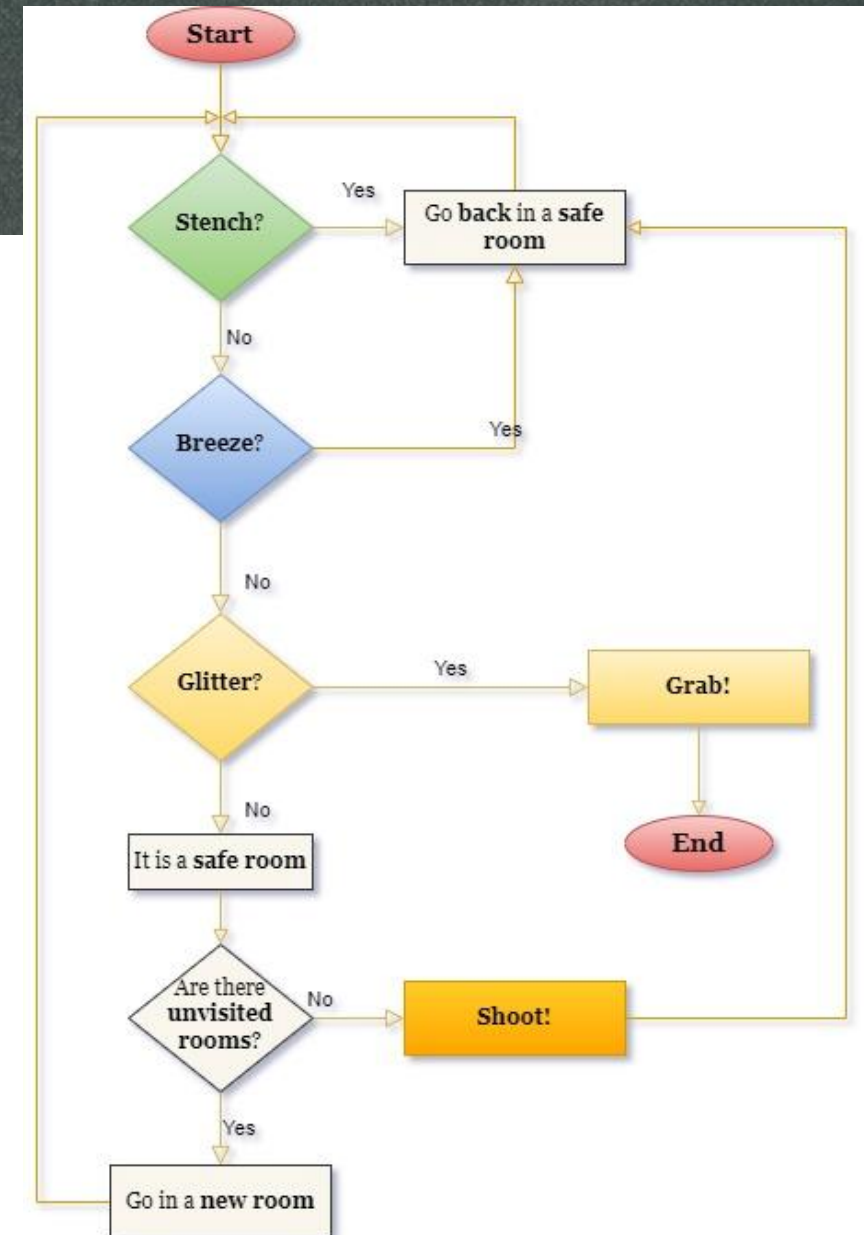 Start
Yes
Stench?
Go back in a safe
room
No
Breeze?
Yes
No
Glitter?
Yes
Grab!
No
It is a safe room
End
Are there
unvisited
rooms?
No
Shoot!
Yes
Go in a new room